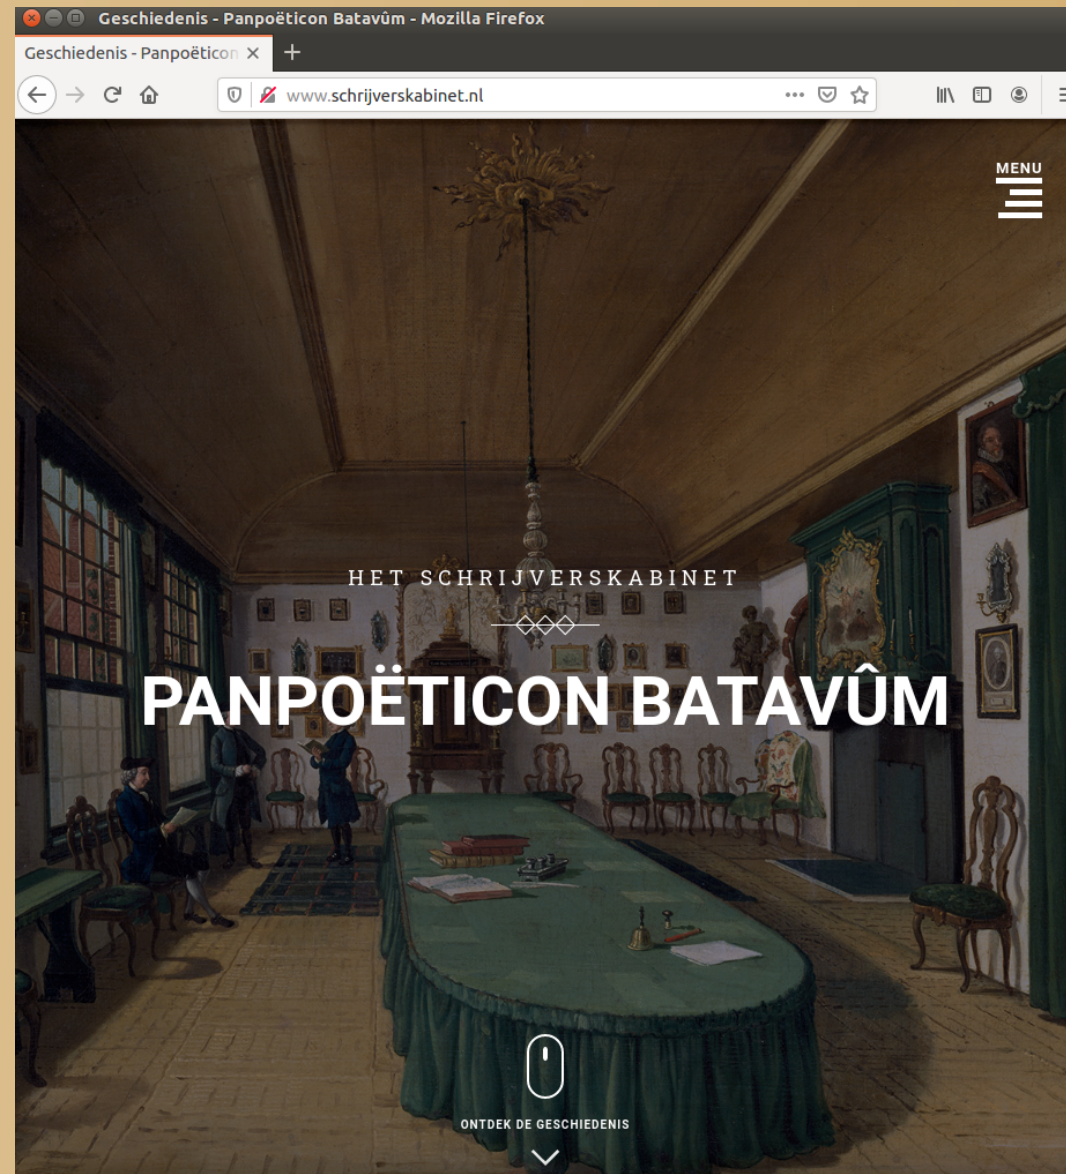 Geschiedenis - Panpoëticon Batavûm - Mozilla Firefox
Geschiedenis - Panpoëticon
www.schrijverskabinet.nl
MENU
HET SCHRIJVERSKABINET
PANPOËTICON BATAVÛM
ONTDEK DE GESCHIEDENIS